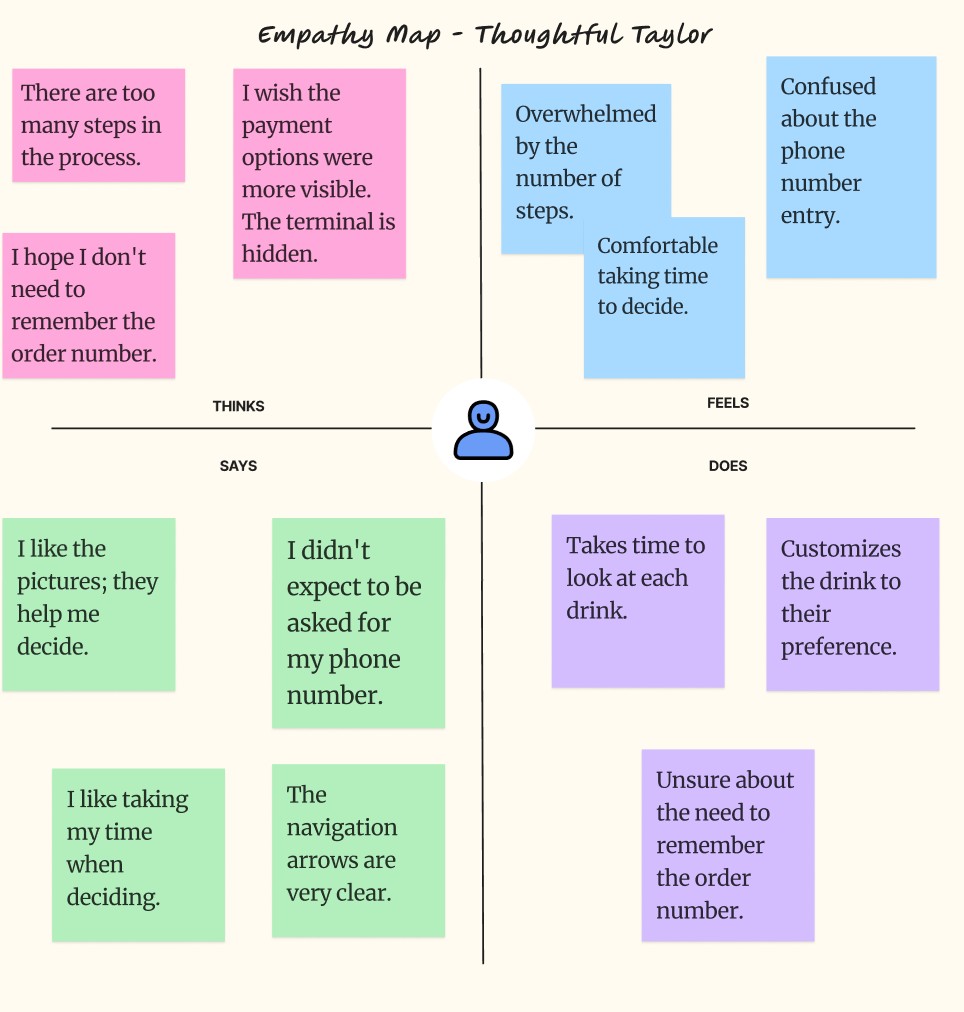 Empathy Map - Thoughtful Taylor
There are too
many steps in
the process.
I wish the
payment
options were
more visible.
The terminal is
hidden.
I hope I don't
need to
remember the
order number.
THINKS
Overwhelmed
by the
number of
steps.
Confused
about the
phone
number
entry.
Comfortable
taking time
to decide.
FEELS
SAYS
I like the
pictures; they
help me
decide.
I didn't
expect to be
asked for
my phone
number.
I like taking
my time
when
deciding.
The
navigation
arrows are
very clear.
DOES
Takes time to
look at each
drink.
Customizes
the drink to
their
preference.
Unsure about
the need to
remember
the order
number.